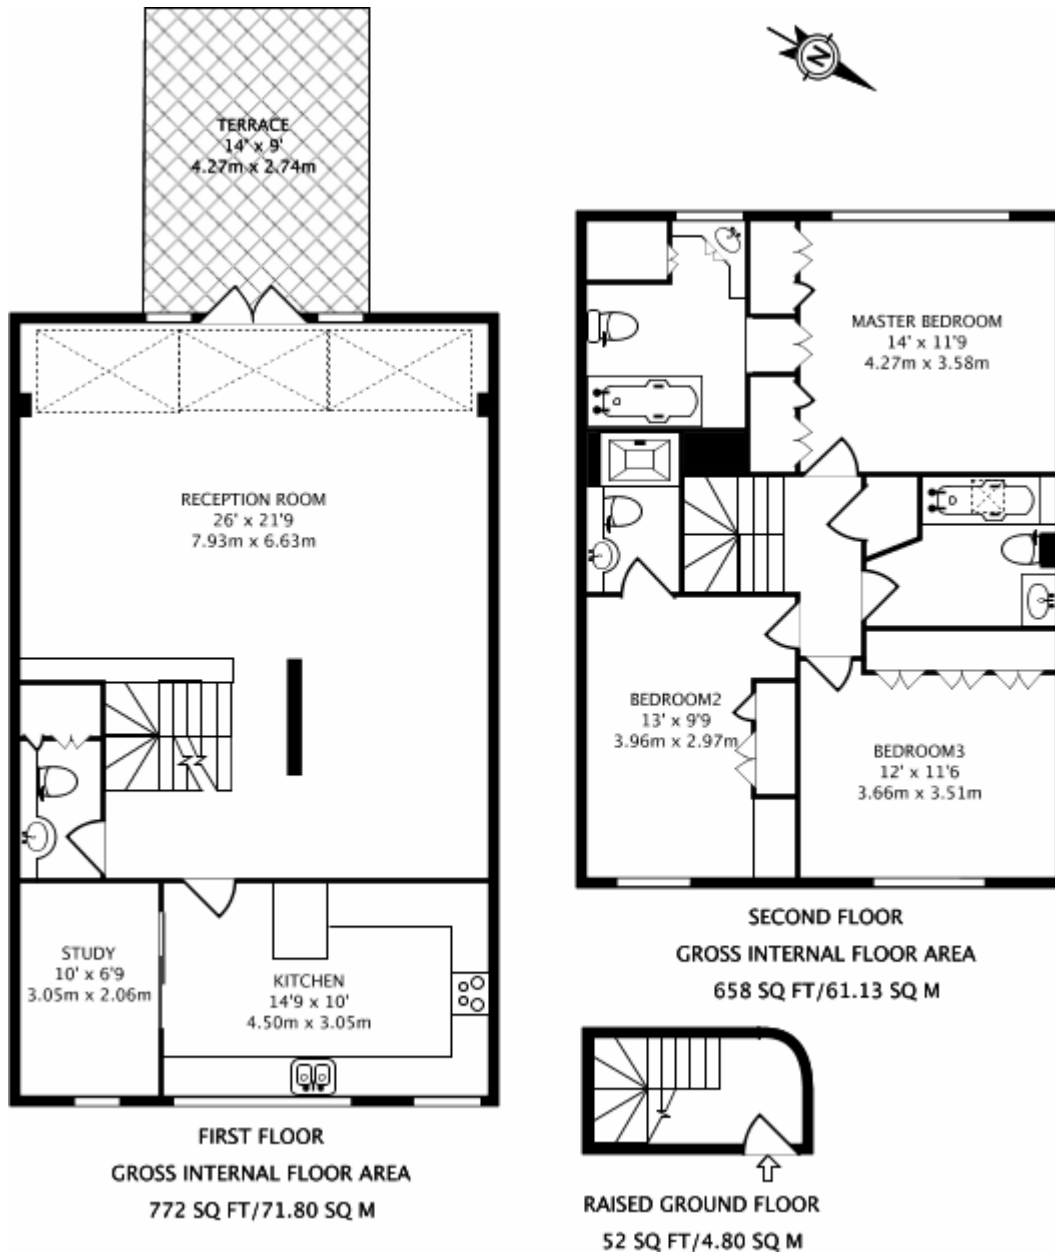 N
TERRACE
14' x 9'
4.27m x 2.74m
MASTER BEDROOM
14' x 11'9
4.27m x 3.58m
RECEPTION ROOM
26' x 21'9
7.93m x 6.63m
BEDROOM2
13' x 9'9
3.96m x 2.97m
BEDROOM3
12' x 11'6
3.66m x 3.51m
STUDY
10' x 6'9
3.05m x 2.06m
KITCHEN
14'9 x 10'
4.50m x 3.05m
SECOND FLOOR
GROSS INTERNAL FLOOR AREA
658 SQ FT/61.13 SQ M
FIRST FLOOR
GROSS INTERNAL FLOOR AREA
772 SQ FT/71.80 SQ M
RAISED GROUND FLOOR
52 SQ FT/4.80 SQ M